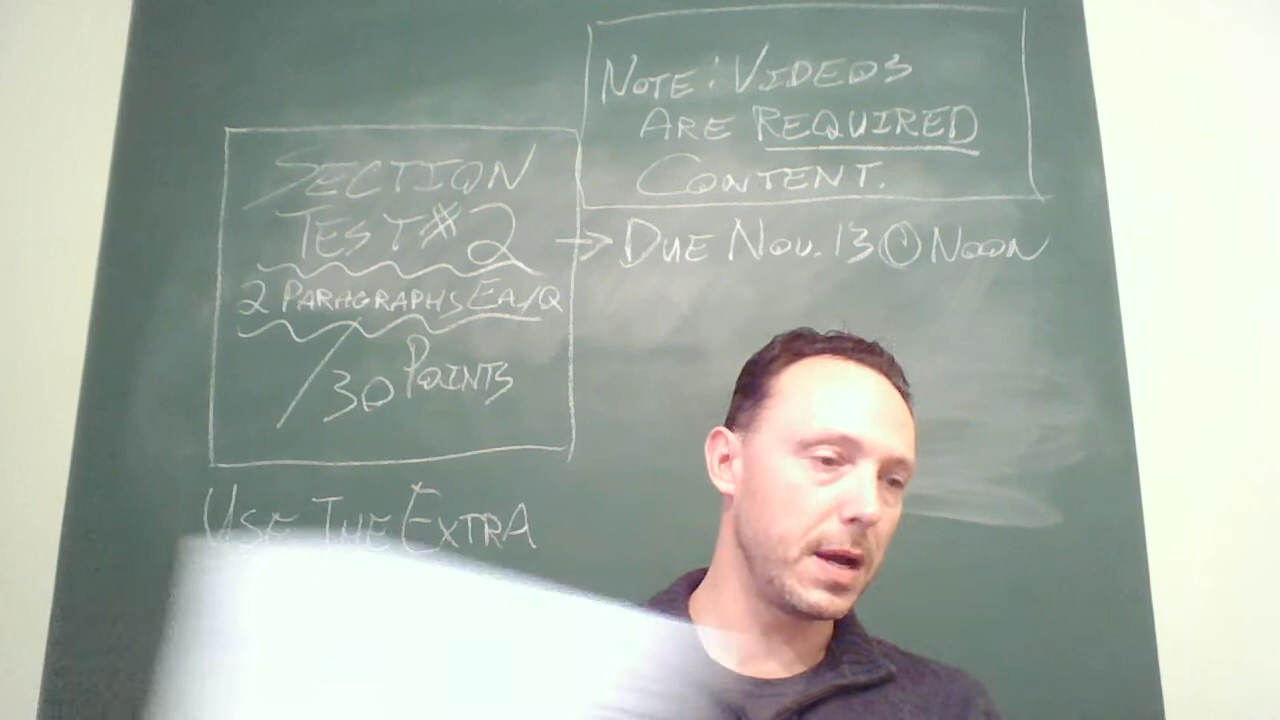 NOTE: VIDEOS
ARE REQUIRED
CONTENT.
SECTION
TEST #2
→ DUE NOV. 13 @ NOON
2 PARAGRAPHS EA/Q
/30 POINTS
USE THE EXTRA